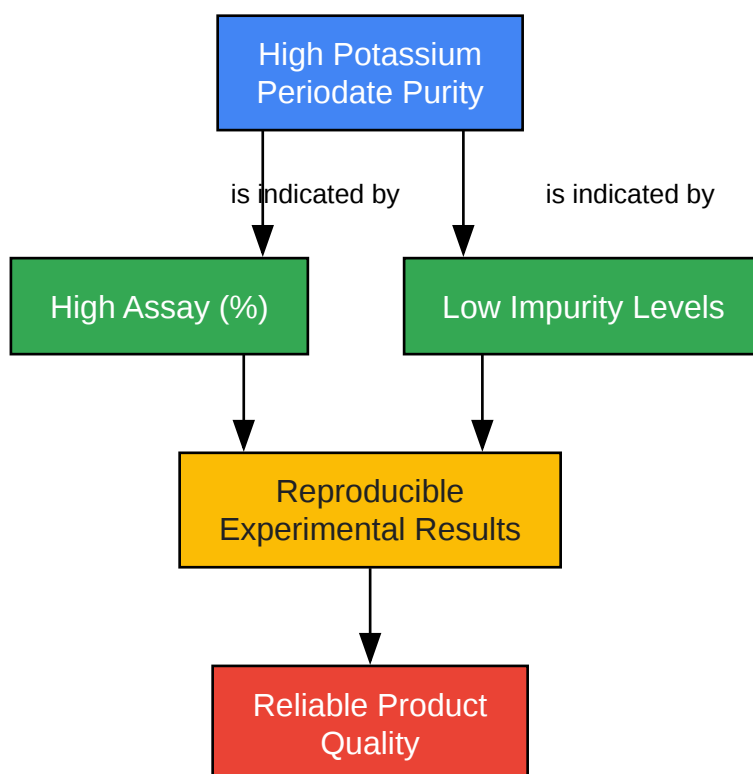 High Potassium
Periodate Purity
is indicated by
is indicated by
High Assay (%)
Low Impurity Levels
Reproducible
Experimental Results
Reliable Product
Quality